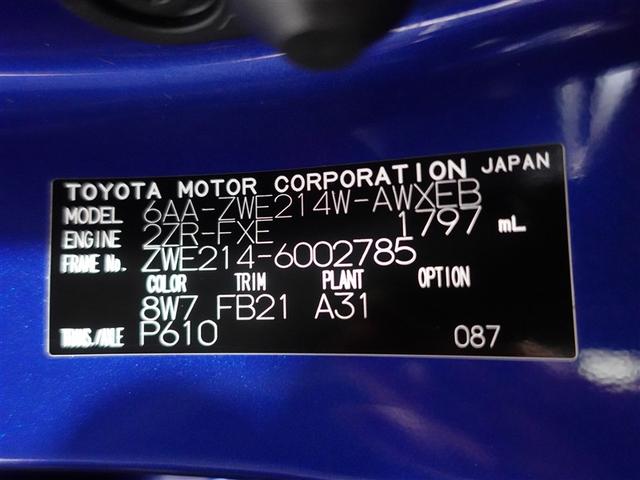 TOYOTA MOTOR CORPORATION JAPAN
MODEL 6AA-ZWE214W-AWXEB
ENGINE 2ZR-FXE 1797 mL
FRAME No. ZWE214-6002785
COLOR TRIM PLANT OPTION
8W7 FB21 A31
TRANS./AXLE P610 087